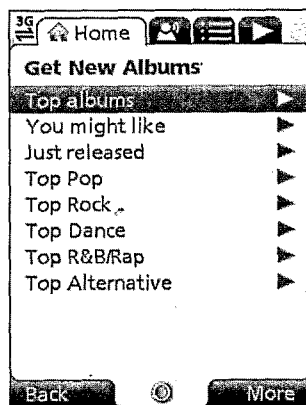 3G
Home
Get New Albums
Top albums
You might like
Just released
Top Pop
Top Rock
Top Dance
Top R&B/Rap
Top Alternative
Back More